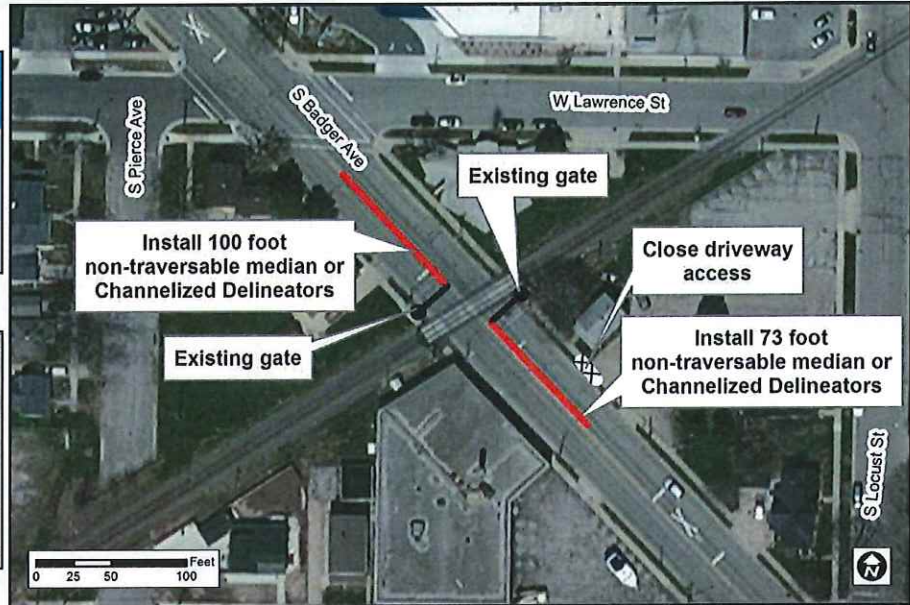 S Pierce Ave
S Badger Ave
W Lawrence St
Existing gate
Install 100 foot
non-traversable median or
Channelized Delineators
Close driveway
access
Existing gate
Install 73 foot
non-traversable median or
Channelized Delineators
S Locust St
Feet
0 25 50 100
N